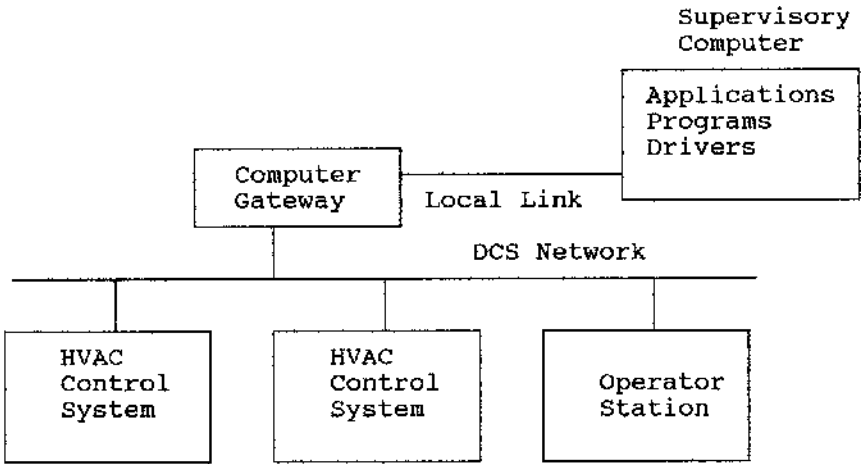 Supervisory
Computer
Applications
Programs
Drivers
Computer
Gateway
Local Link
DCS Network
HVAC
Control
System
HVAC
Control
System
Operator
Station